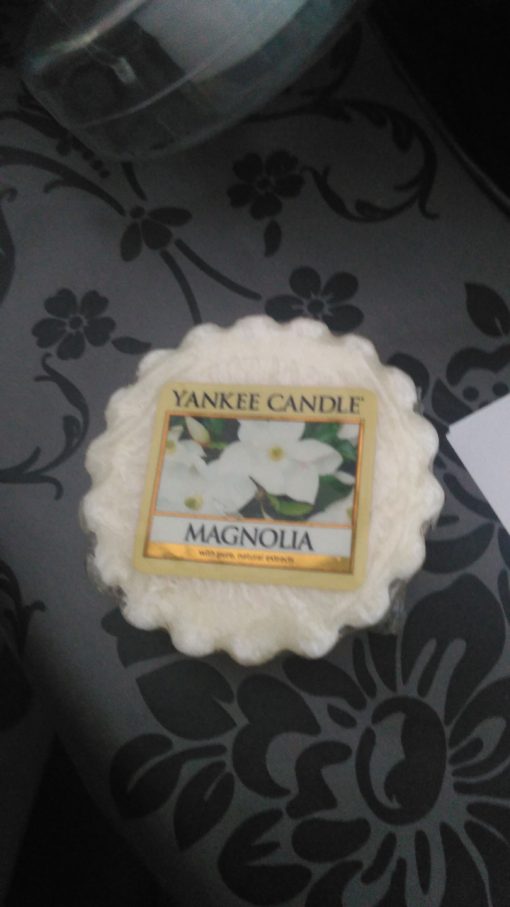 YANKEE CANDLE®
MAGNOLIA
with pure, natural extracts